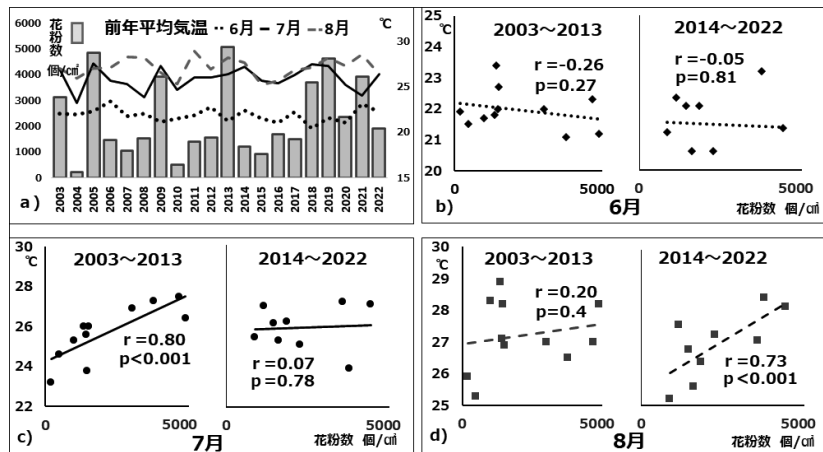 花粉数 個/㎠
前年平均気温 6月 7月 8月
℃
6000
5000
4000
3000
2000
1000
0
30
25
20
15
2003 2004 2005 2006 2007 2008 2009 2010 2011 2012 2013 2014 2015 2016 2017 2018 2019 2020 2021 2022
a)
25
℃
24
23
22
21
20
2003～2013
r=-0.26
p=0.27
2014～2022
r=-0.05
p=0.81
0 5000
0 5000
b)
6月
花粉数 個/㎠
30
℃
28
26
24
22
2003～2013
r=0.80
p<0.001
2014～2022
r=0.07
p=0.78
0 5000
0 5000
c)
7月
花粉数 個/㎠
30
℃
29
28
27
26
25
2003～2013
r=0.20
p=0.4
2014～2022
r=0.73
p<0.001
0 5000
0 5000
d)
8月
花粉数 個/㎠